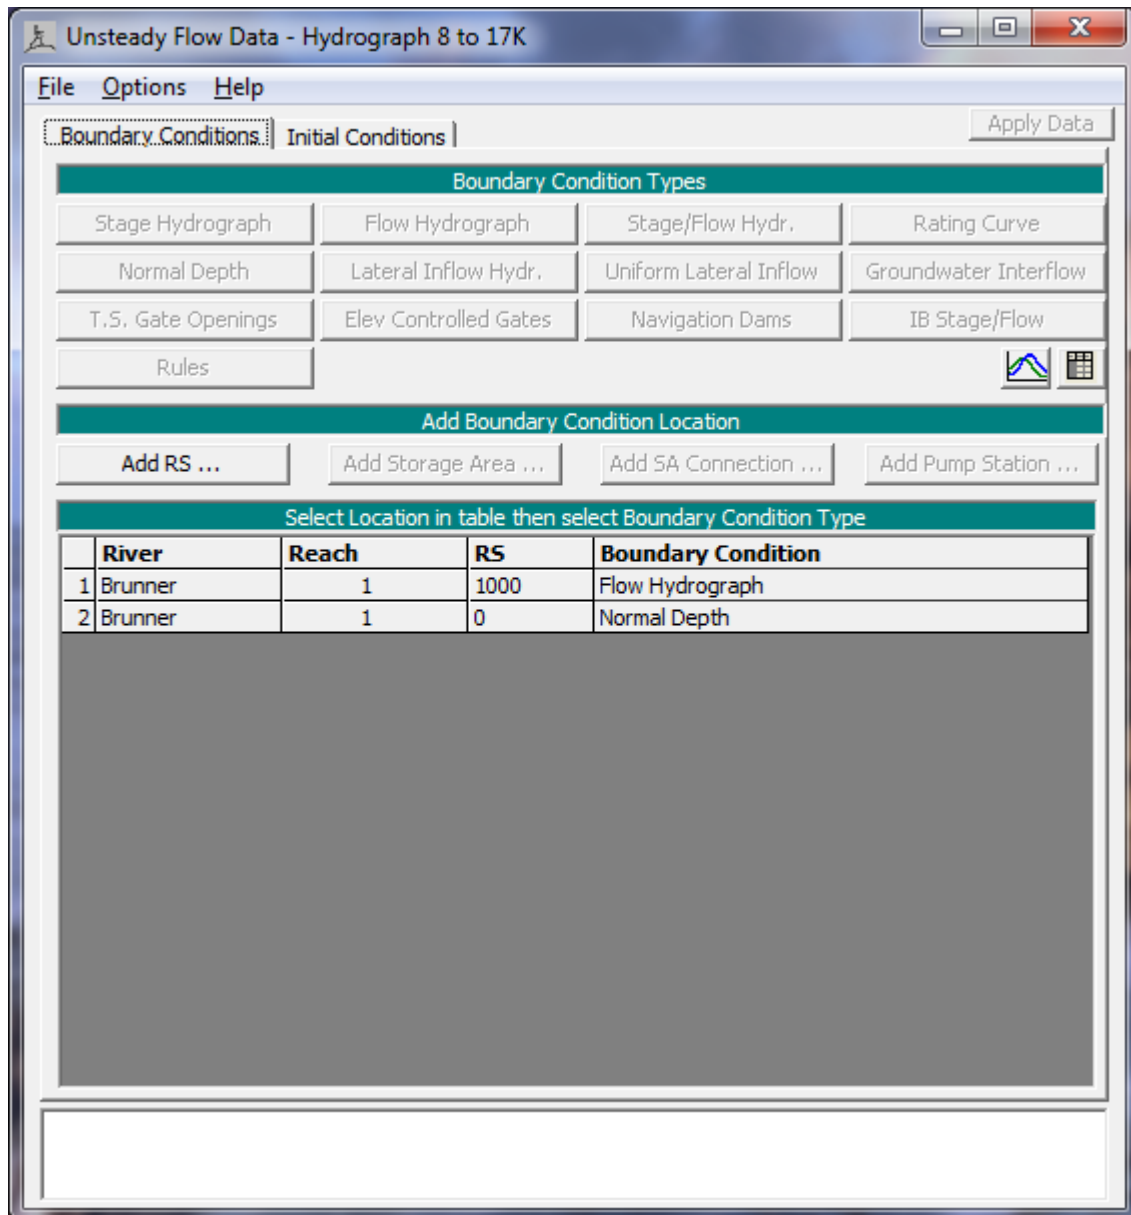 Unsteady Flow Data - Hydrograph 8 to 17K
File Options Help
Boundary Conditions Initial Conditions Apply Data
Boundary Condition Types
Stage Hydrograph Flow Hydrograph Stage/Flow Hydr. Rating Curve
Normal Depth Lateral Inflow Hydr. Uniform Lateral Inflow Groundwater Interflow
T.S. Gate Openings Elev Controlled Gates Navigation Dams IB Stage/Flow
Rules
Add Boundary Condition Location
Add RS ... Add Storage Area ... Add SA Connection ... Add Pump Station ...
Select Location in table then select Boundary Condition Type
River Reach RS Boundary Condition
1 Brunner 1 1000 Flow Hydrograph
2 Brunner 1 0 Normal Depth